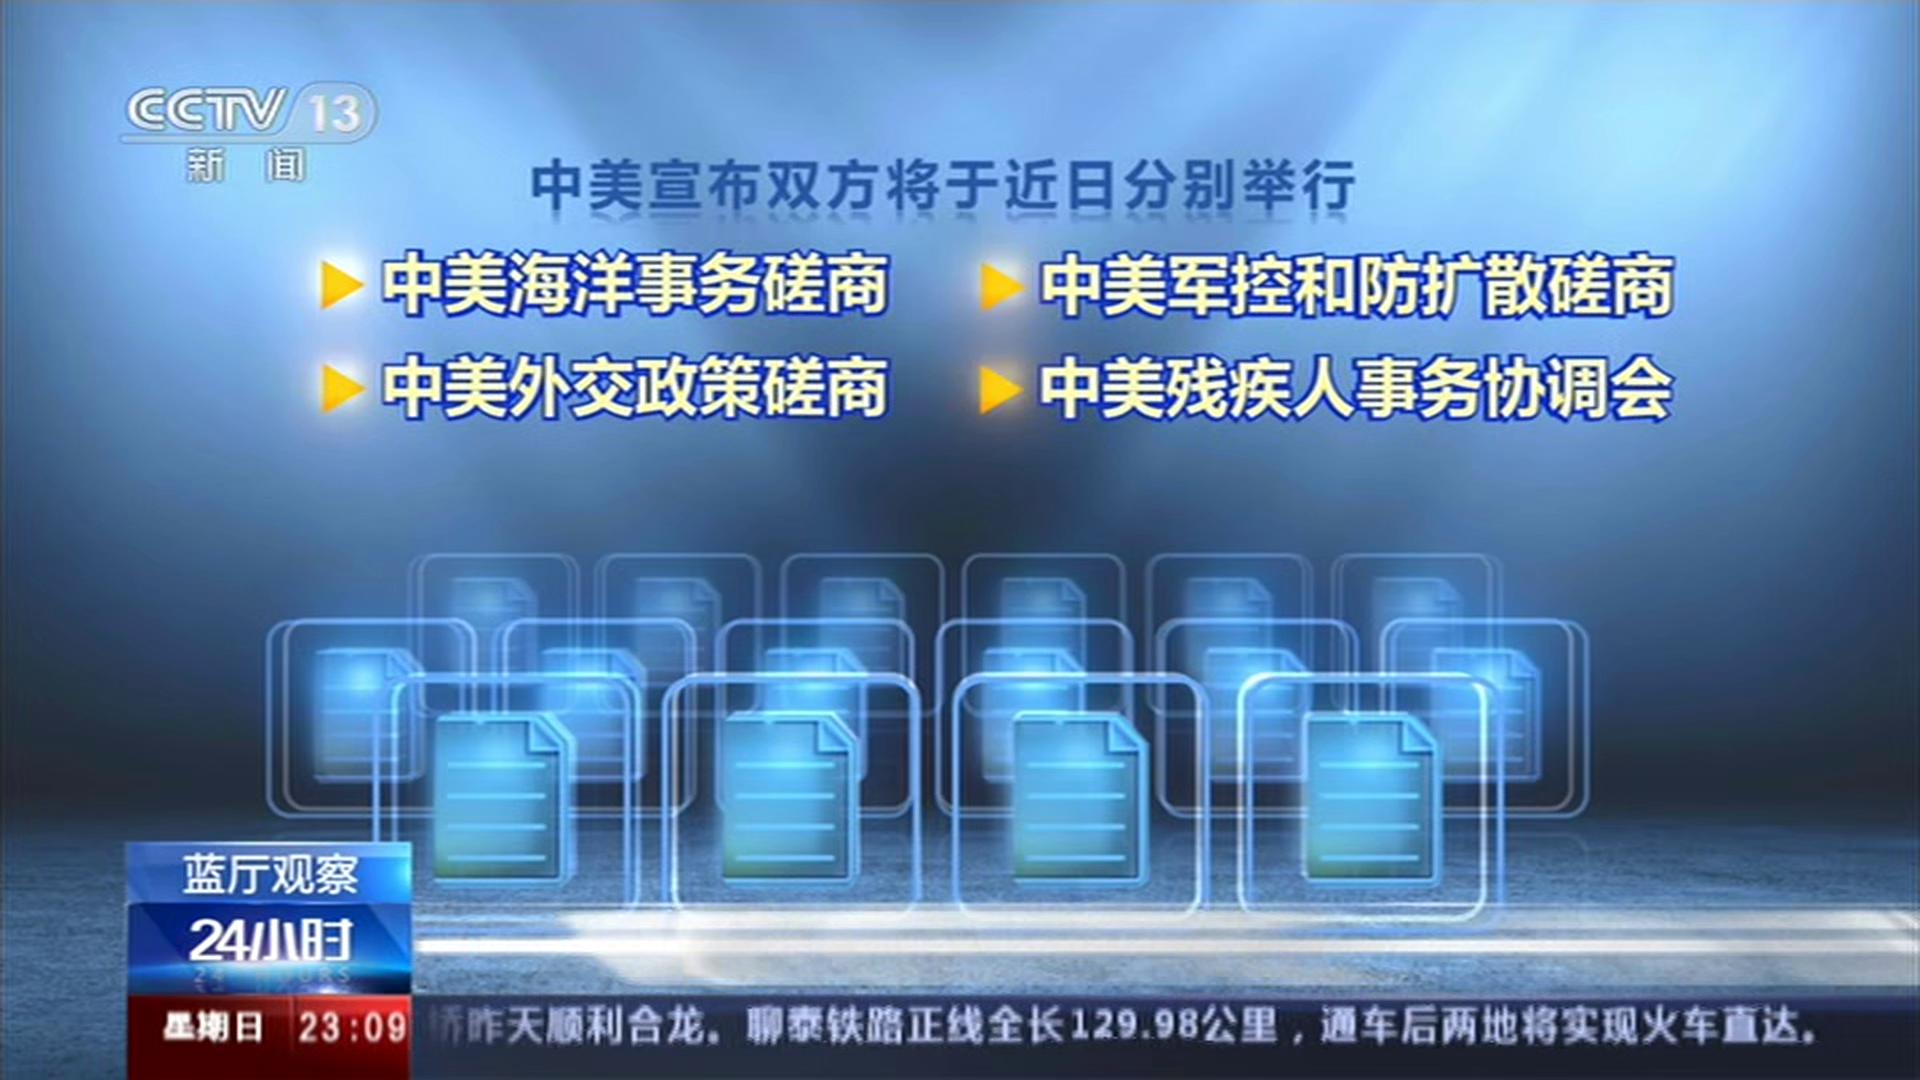 CCTV 13
新闻
中美宣布双方将于近日分别举行
中美海洋事务磋商
中美军控和防扩散磋商
中美外交政策磋商
中美残疾人事务协调会
蓝厅观察
24小时
星期日 23:09
桥昨天顺利合龙。聊泰铁路正线全长129.98公里，通车后两地将实现火车直达。